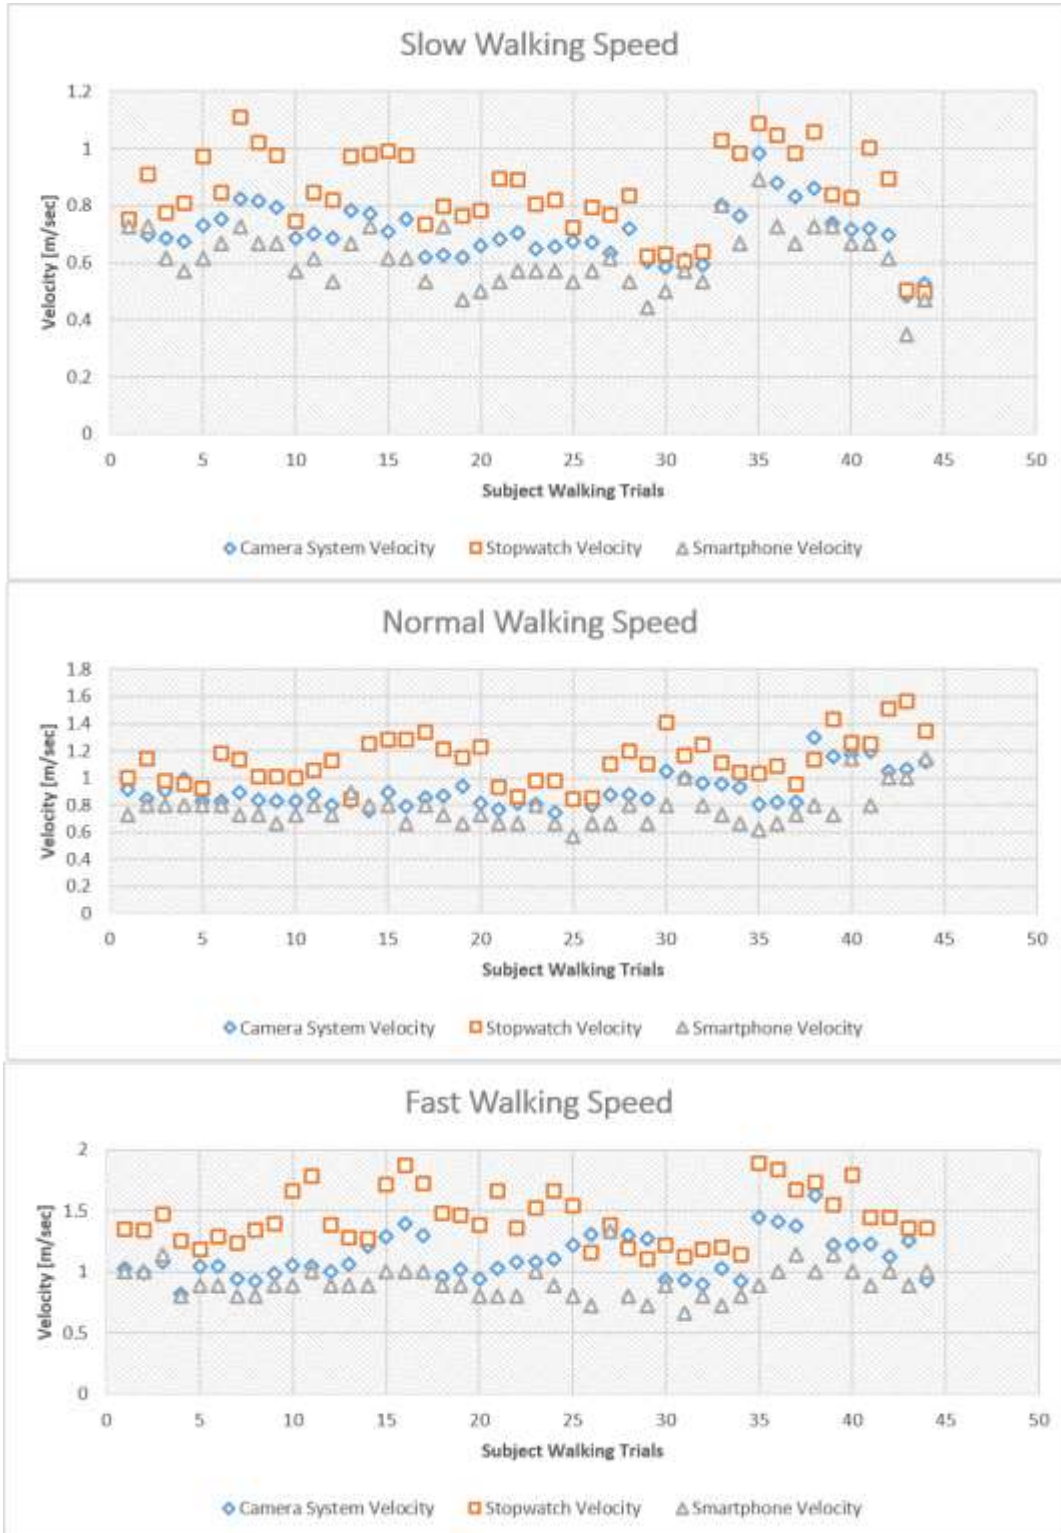 Slow Walking Speed
1.2
1
0.8
0.6
0.4
0.2
0
Velocity [m/sec]
0 5 10 15 20 25 30 35 40 45 50
Subject Walking Trials
Camera System Velocity Stopwatch Velocity Smartphone Velocity
Normal Walking Speed
1.8
1.6
1.4
1.2
1
0.8
0.6
0.4
0.2
0
Velocity [m/sec]
0 5 10 15 20 25 30 35 40 45 50
Subject Walking Trials
Camera System Velocity Stopwatch Velocity Smartphone Velocity
Fast Walking Speed
2
1.5
1
0.5
0
Velocity [m/sec]
0 5 10 15 20 25 30 35 40 45 50
Subject Walking Trials
Camera System Velocity Stopwatch Velocity Smartphone Velocity